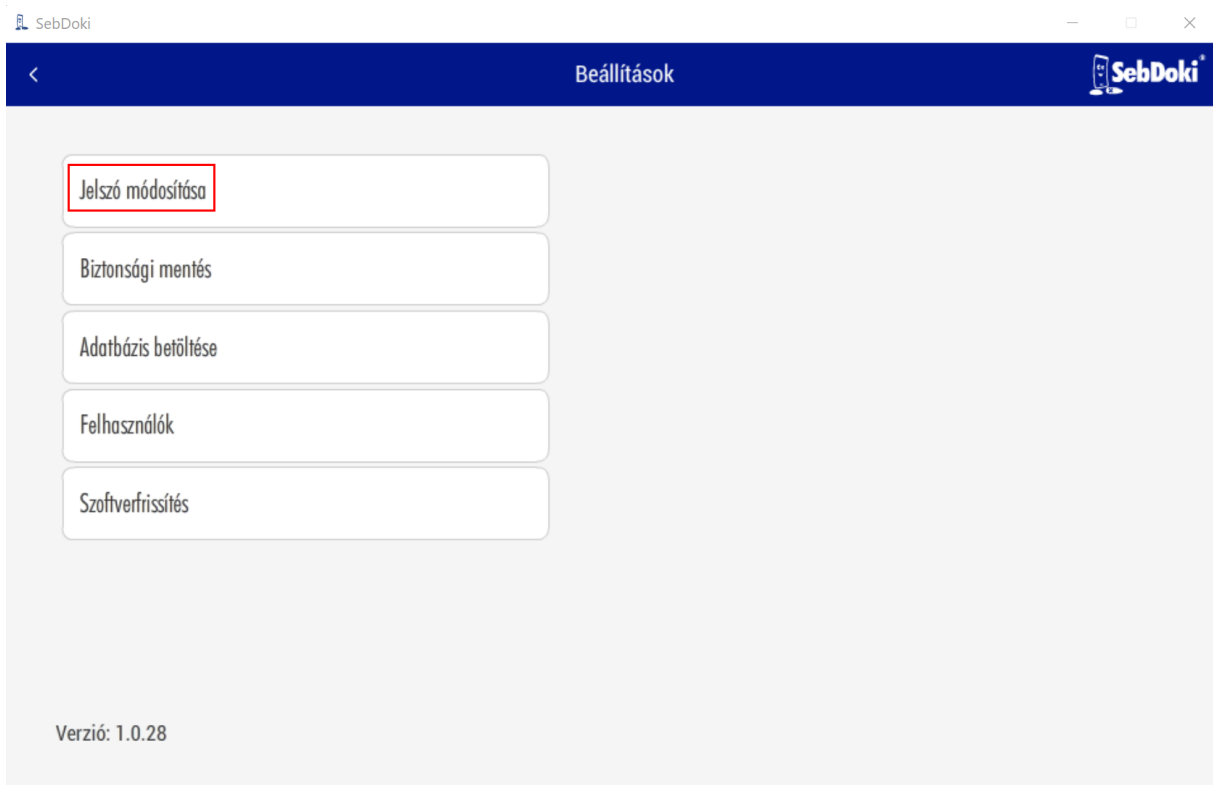 SebDoki
Beállítások
SebDoki®
Jelszó módosítása
Biztonsági mentés
Adatbázis betöltése
Felhasználók
Szoftverfrissítés
Verzió: 1.0.28